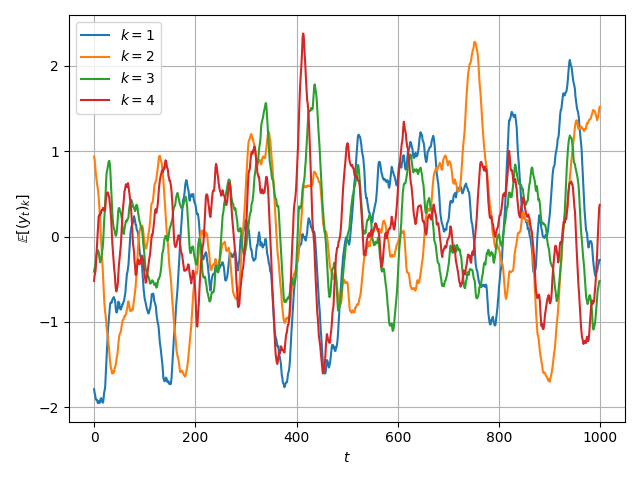 k = 1
k = 2
k = 3
k = 4
2
1
0
−1
−2
𝔼[(y_t)_k]
0 200 400 600 800 1000
t